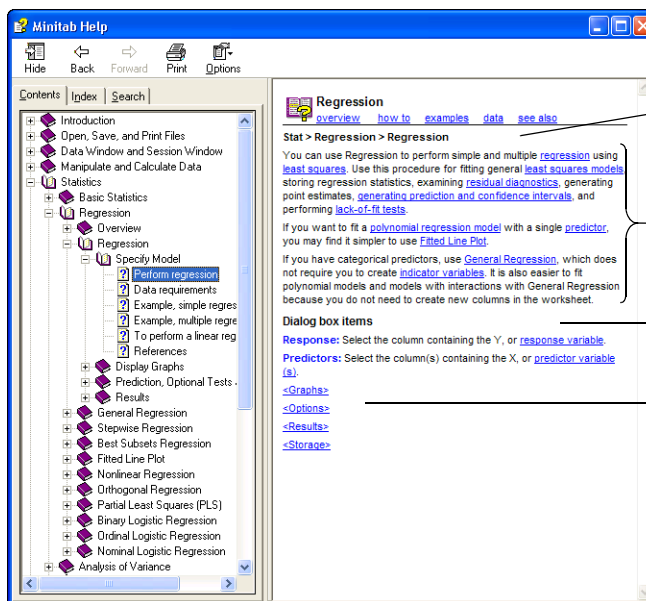 Minitab Help
Hide Back Forward Print Options
Contents Index Search
Introduction
Open, Save, and Print Files
Data Window and Session Window
Manipulate and Calculate Data
Statistics
Basic Statistics
Regression
Overview
Regression
Specify Model
Perform regression
Data requirements
Example, simple regres
Example, multiple regre
To perform a linear reg
References
Display Graphs
Prediction, Optional Tests
Results
General Regression
Stepwise Regression
Best Subsets Regression
Fitted Line Plot
Nonlinear Regression
Orthogonal Regression
Partial Least Squares (PLS)
Binary Logistic Regression
Ordinal Logistic Regression
Nominal Logistic Regression
Analysis of Variance
Regression
overview how to examples data see also
Stat > Regression > Regression
You can use Regression to perform simple and multiple regression using
least squares. Use this procedure for fitting general least squares models,
storing regression statistics, examining residual diagnostics, generating
point estimates, generating prediction and confidence intervals, and
performing lack-of-fit tests.
If you want to fit a polynomial regression model with a single predictor,
you may find it simpler to use Fitted Line Plot.
If you have categorical predictors, use General Regression, which does
not require you to create indicator variables. It is also easier to fit
polynomial models and models with interactions with General Regression
because you do not need to create new columns in the worksheet.
Dialog box items
Response: Select the column containing the Y, or response variable.
Predictors: Select the column(s) containing the X, or predictor variable
(s).
<Graphs>
<Options>
<Results>
<Storage>